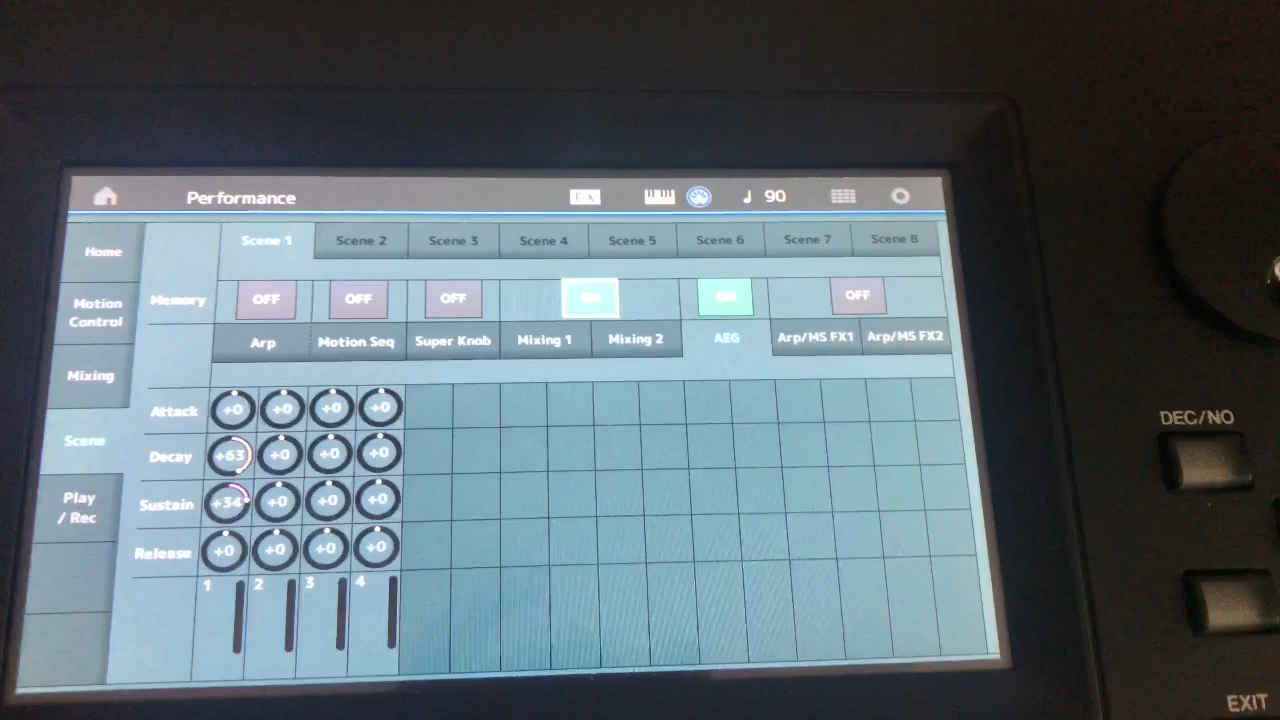 Performance
FX
90
Home
Scene 1
Scene 2
Scene 3
Scene 4
Scene 5
Scene 6
Scene 7
Scene 8
Motion
Control
Memory
OFF
OFF
OFF
ON
ON
OFF
Arp
Motion Seq
Super Knob
Mixing 1
Mixing 2
AEG
Arp/MS FX1
Arp/MS FX2
Mixing
Attack
+0
+0
+0
+0
Scene
Decay
+63
+0
+0
+0
Play
/ Rec
Sustain
+34
+0
+0
+0
Release
+0
+0
+0
+0
1
2
3
4
DEC/NO
EXIT